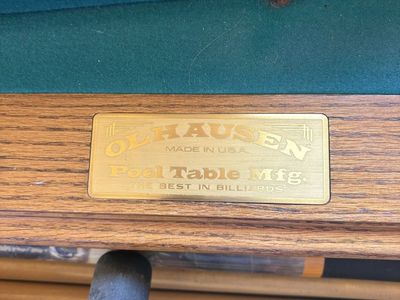 OLHAUSEN
MADE IN U.S.A.
Pool Table Mfg.
"THE BEST IN BILLIARDS"